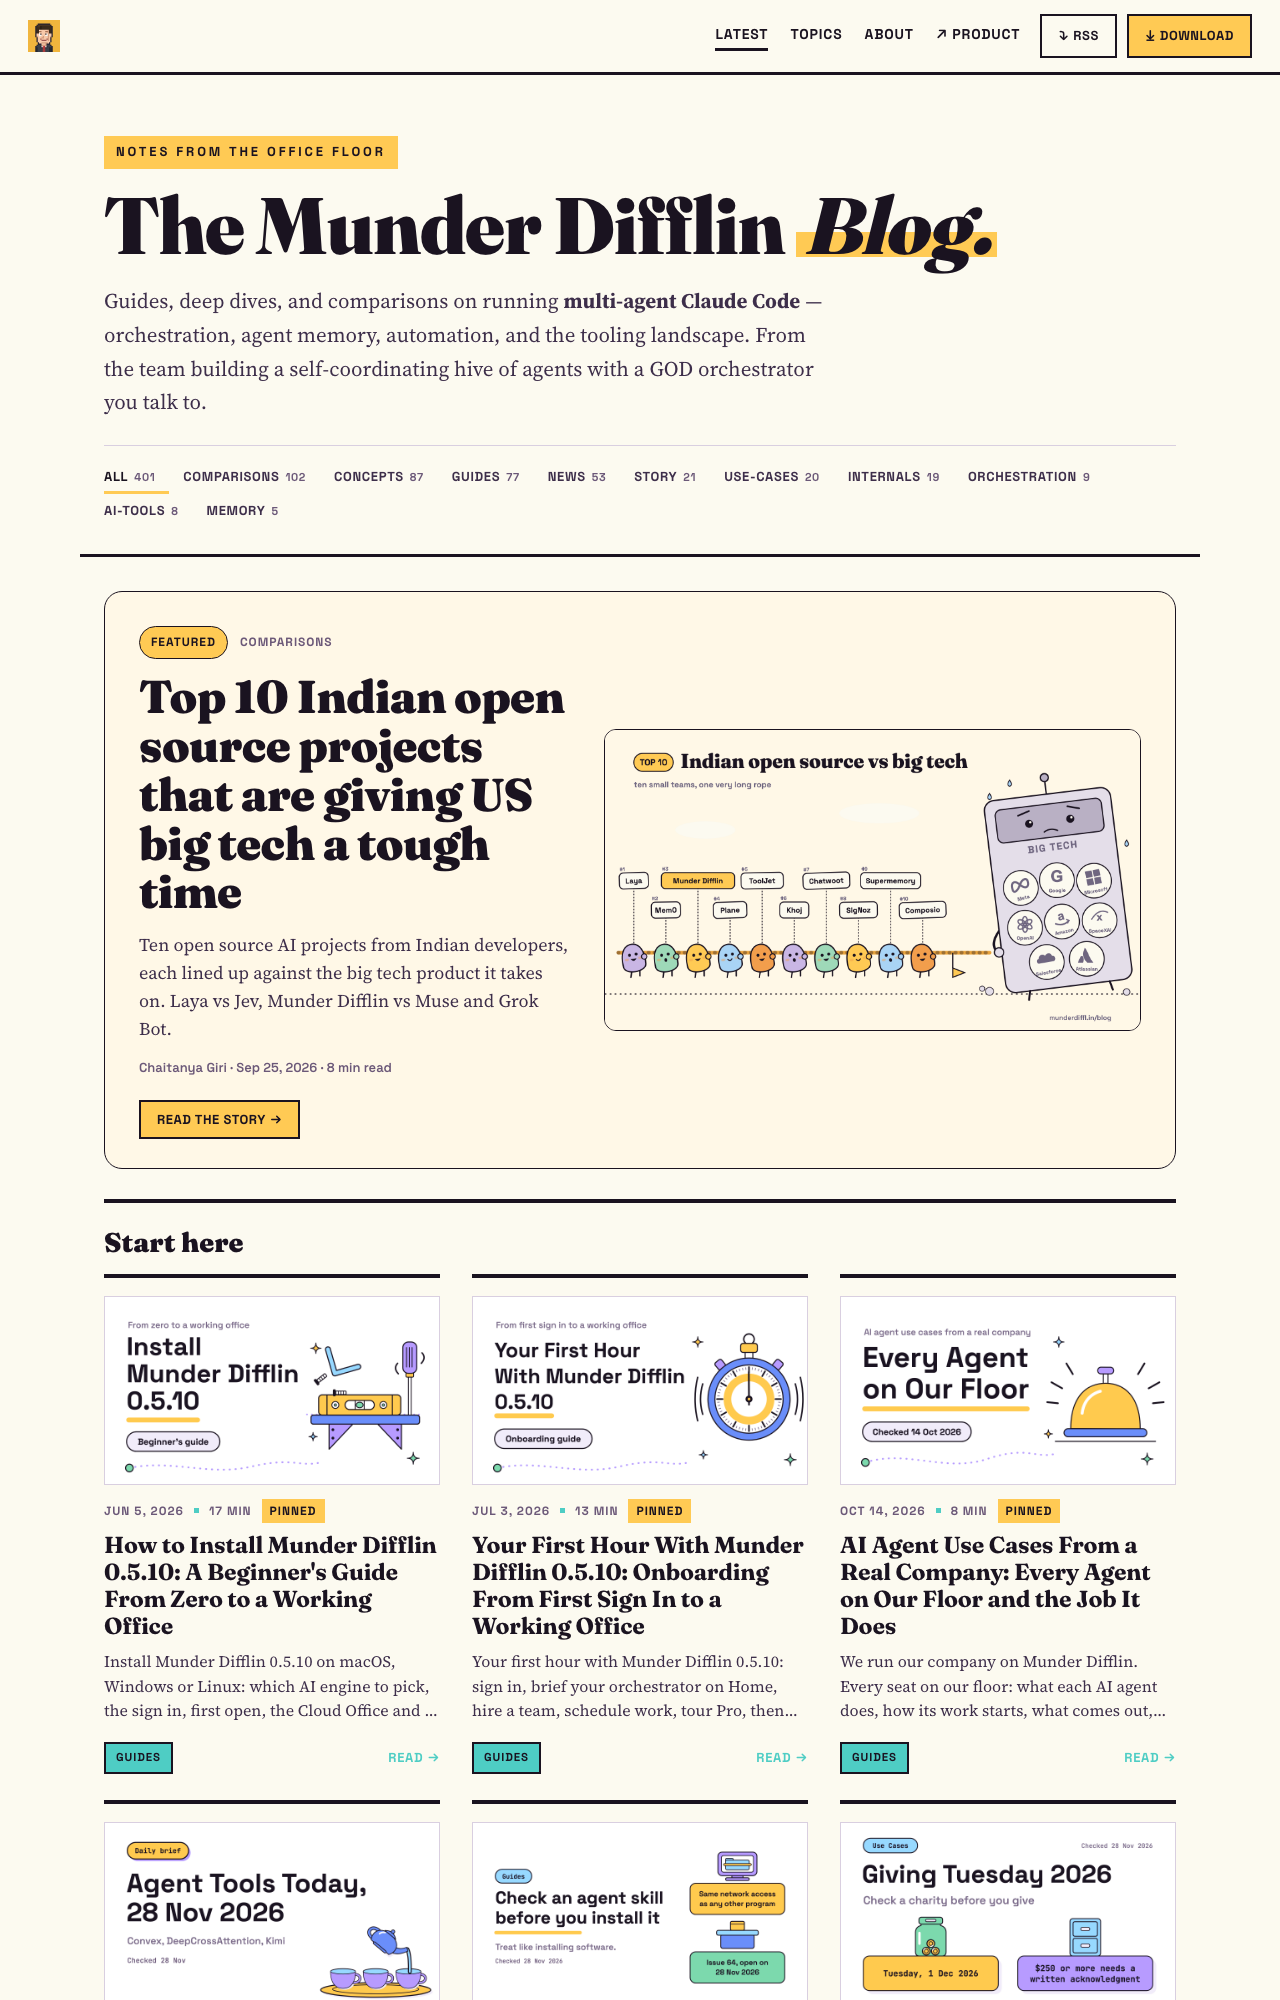 LATEST TOPICS ABOUT ↗ PRODUCT RSS DOWNLOAD
NOTES FROM THE OFFICE FLOOR
The Munder Difflin Blog.
Guides, deep dives, and comparisons on running multi-agent Claude Code —
orchestration, agent memory, automation, and the tooling landscape. From
the team building a self-coordinating hive of agents with a GOD orchestrator
you talk to.
ALL 401 COMPARISONS 102 CONCEPTS 87 GUIDES 77 NEWS 53 STORY 21 USE-CASES 20 INTERNALS 19 ORCHESTRATION 9
AI-TOOLS 8 MEMORY 5
FEATURED COMPARISONS
Top 10 Indian open
source projects
that are giving US
big tech a tough
time
Ten open source AI projects from Indian developers,
each lined up against the big tech product it takes
on. Laya vs Jev, Munder Difflin vs Muse and Grok
Bot.
Chaitanya Giri · Sep 25, 2026 · 8 min read
READ THE STORY →
TOP 10 Indian open source vs big tech
ten small teams, one very long rope
BIG TECH
#1 #3 #5 #7 #9
Laya Munder Difflin ToolJet Chatwoot Supermemory
#2 #4 #6 #8 #10
Mem0 Plane Khoj SigNoz Composio
Meta Google Microsoft
OpenAI Amazon SpaceXAI
Salesforce Atlassian
munderdiffl.in/blog
Start here
From zero to a working office
Install
Munder Difflin
0.5.10
Beginner's guide
JUN 5, 2026 17 MIN PINNED
How to Install Munder Difflin
0.5.10: A Beginner's Guide
From Zero to a Working
Office
Install Munder Difflin 0.5.10 on macOS,
Windows or Linux: which AI engine to pick,
the sign in, first open, the Cloud Office and ...
GUIDES READ →
From first sign in to a working office
Your First Hour
With Munder Difflin
0.5.10
Onboarding guide
JUL 3, 2026 13 MIN PINNED
Your First Hour With Munder
Difflin 0.5.10: Onboarding
From First Sign In to a
Working Office
Your first hour with Munder Difflin 0.5.10:
sign in, brief your orchestrator on Home,
hire a team, schedule work, tour Pro, then...
GUIDES READ →
AI agent use cases from a real company
Every Agent
on Our Floor
Checked 14 Oct 2026
OCT 14, 2026 8 MIN PINNED
AI Agent Use Cases From a
Real Company: Every Agent
on Our Floor and the Job It
Does
We run our company on Munder Difflin.
Every seat on our floor: what each AI agent
does, how its work starts, what comes out,...
GUIDES READ →
Daily brief
Agent Tools Today,
28 Nov 2026
Convex, DeepCrossAttention, Kimi
Checked 28 Nov
Guides
Check an agent skill
before you install it
Treat like installing software.
Checked 28 Nov 2026
Same network access
as any other program
Issue 64, open on
28 Nov 2026
Use Cases Checked 28 Nov 2026
Giving Tuesday 2026
Check a charity before you give
Tuesday, 1 Dec 2026
$250 or more needs a
written acknowledgment